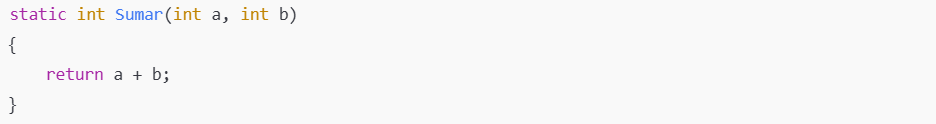 static int Sumar(int a, int b)
{
    return a + b;
}